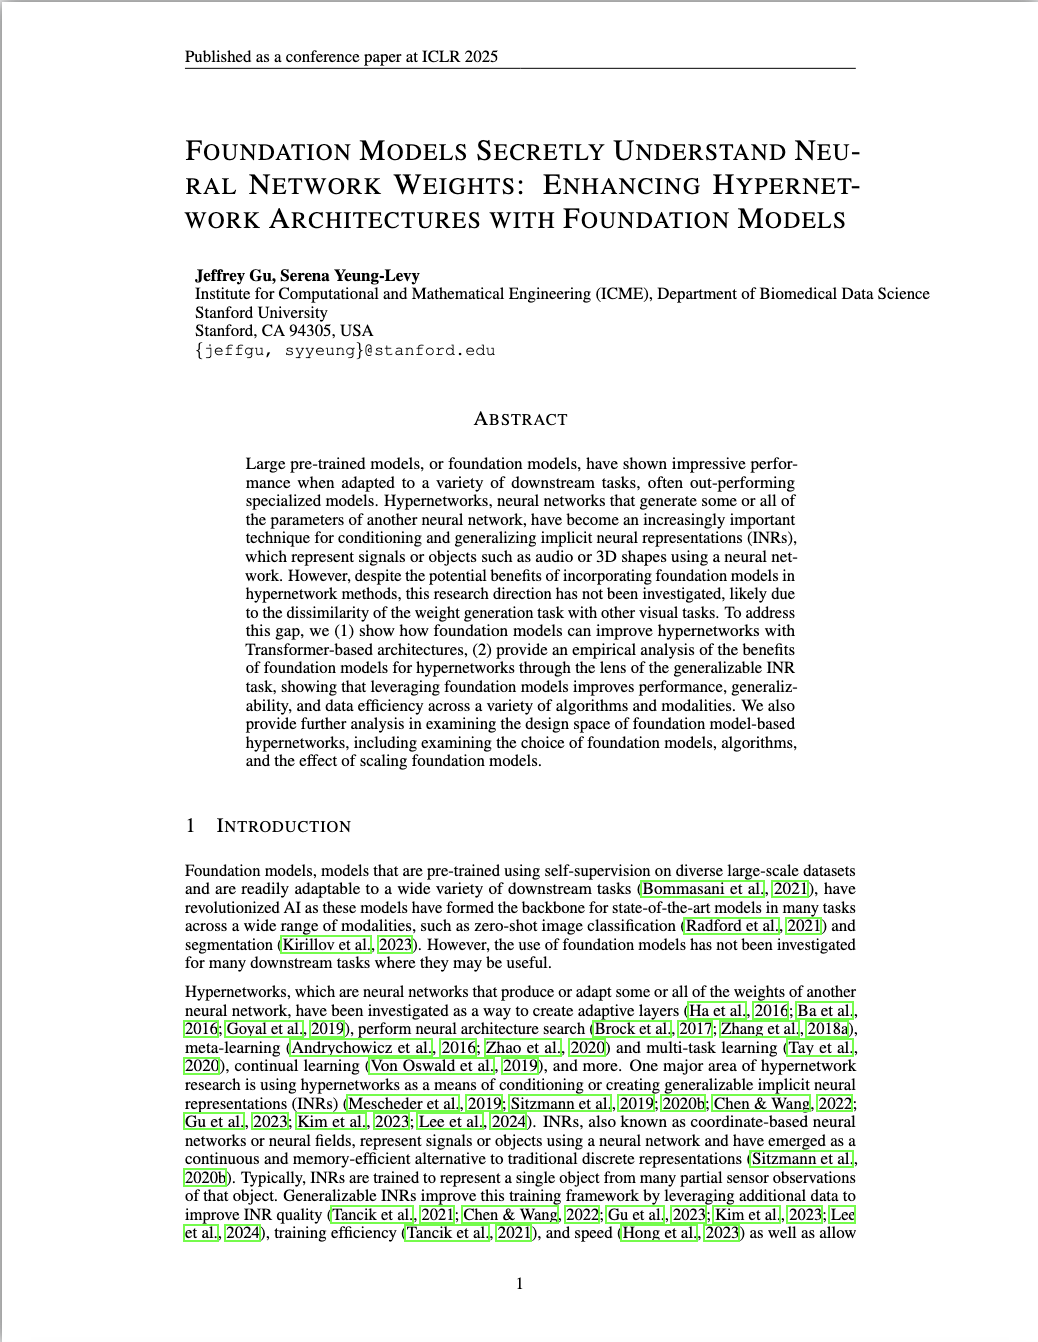 Published as a conference paper at ICLR 2025
FOUNDATION MODELS SECRETLY UNDERSTAND NEU-
RAL NETWORK WEIGHTS: ENHANCING HYPERNET-
WORK ARCHITECTURES WITH FOUNDATION MODELS
Jeffrey Gu, Serena Yeung-Levy
Institute for Computational and Mathematical Engineering (ICME), Department of Biomedical Data Science
Stanford University
Stanford, CA 94305, USA
{jeffgu, syyeung}@stanford.edu
ABSTRACT
Large pre-trained models, or foundation models, have shown impressive perfor-
mance when adapted to a variety of downstream tasks, often out-performing
specialized models. Hypernetworks, neural networks that generate some or all of
the parameters of another neural network, have become an increasingly important
technique for conditioning and generalizing implicit neural representations (INRs),
which represent signals or objects such as audio or 3D shapes using a neural net-
work. However, despite the potential benefits of incorporating foundation models in
hypernetwork methods, this research direction has not been investigated, likely due
to the dissimilarity of the weight generation task with other visual tasks. To address
this gap, we (1) show how foundation models can improve hypernetworks with
Transformer-based architectures, (2) provide an empirical analysis of the benefits
of foundation models for hypernetworks through the lens of the generalizable INR
task, showing that leveraging foundation models improves performance, generaliz-
ability, and data efficiency across a variety of algorithms and modalities. We also
provide further analysis in examining the design space of foundation model-based
hypernetworks, including examining the choice of foundation models, algorithms,
and the effect of scaling foundation models.
1 INTRODUCTION
Foundation models, models that are pre-trained using self-supervision on diverse large-scale datasets
and are readily adaptable to a wide variety of downstream tasks (Bommasani et al., 2021), have
revolutionized AI as these models have formed the backbone for state-of-the-art models in many tasks
across a wide range of modalities, such as zero-shot image classification (Radford et al., 2021) and
segmentation (Kirillov et al., 2023). However, the use of foundation models has not been investigated
for many downstream tasks where they may be useful.
Hypernetworks, which are neural networks that produce or adapt some or all of the weights of another
neural network, have been investigated as a way to create adaptive layers (Ha et al., 2016; Ba et al.,
2016; Goyal et al., 2019), perform neural architecture search (Brock et al., 2017; Zhang et al., 2018a),
meta-learning (Andrychowicz et al., 2016; Zhao et al., 2020) and multi-task learning (Tay et al.,
2020), continual learning (Von Oswald et al., 2019), and more. One major area of hypernetwork
research is using hypernetworks as a means of conditioning or creating generalizable implicit neural
representations (INRs) (Mescheder et al., 2019; Sitzmann et al., 2019; 2020b; Chen & Wang, 2022;
Gu et al., 2023; Kim et al., 2023; Lee et al., 2024). INRs, also known as coordinate-based neural
networks or neural fields, represent signals or objects using a neural network and have emerged as a
continuous and memory-efficient alternative to traditional discrete representations (Sitzmann et al.,
2020b). Typically, INRs are trained to represent a single object from many partial sensor observations
of that object. Generalizable INRs improve this training framework by leveraging additional data to
improve INR quality (Tancik et al., 2021; Chen & Wang, 2022; Gu et al., 2023; Kim et al., 2023; Lee
et al., 2024), training efficiency (Tancik et al., 2021), and speed (Hong et al., 2023) as well as allow
1